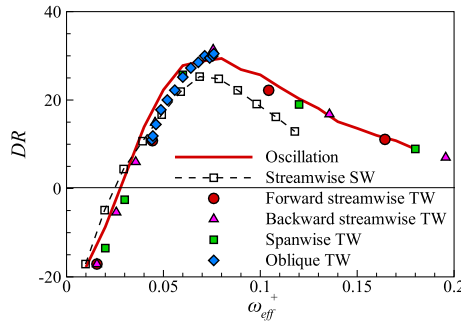 40
20
0
-20
DR
Oscillation
Streamwise SW
Forward streamwise TW
Backward streamwise TW
Spanwise TW
Oblique TW
0 0.05 0.1 0.15 0.2
ω_eff^+